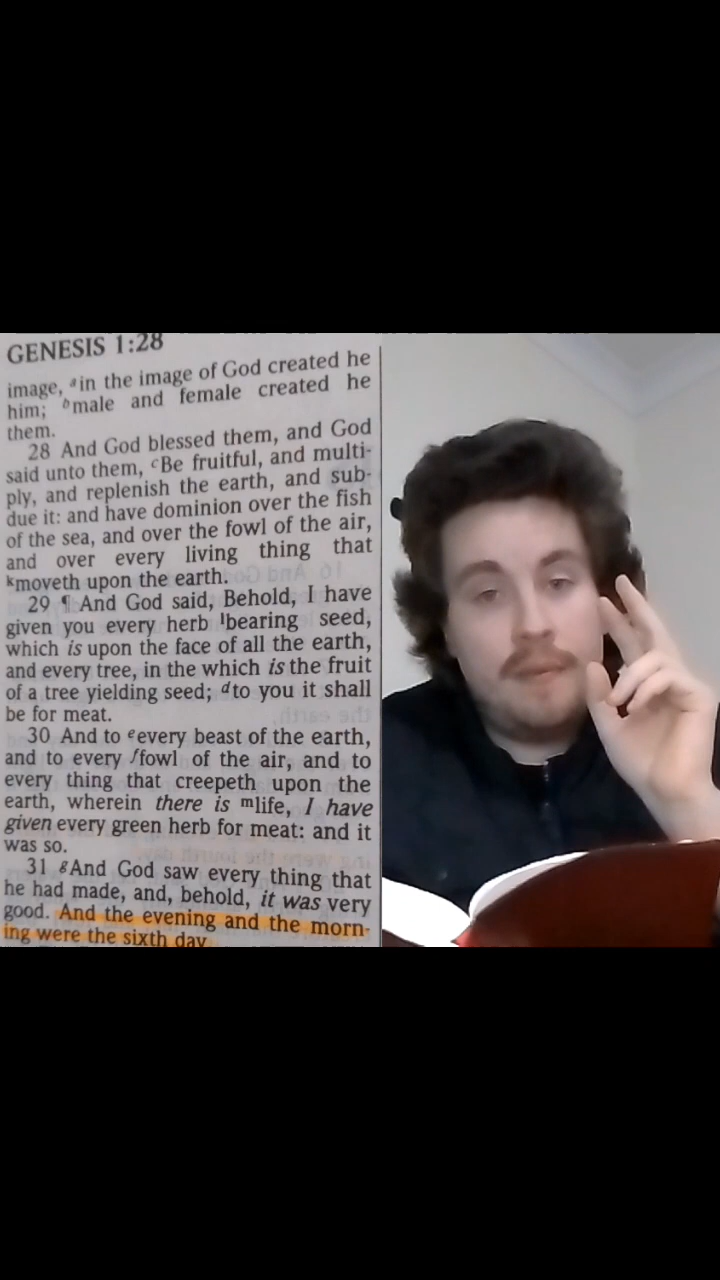 GENESIS 1:28
image, ᵃin the image of God created he
him; ᵇmale and female created he
them.
28 And God blessed them, and God
said unto them, ᶜBe fruitful, and multi-
ply, and replenish the earth, and sub-
due it: and have dominion over the fish
of the sea, and over the fowl of the air,
and over every living thing that
ᵏmoveth upon the earth.
29 ¶ And God said, Behold, I have
given you every herb ˡbearing seed,
which is upon the face of all the earth,
and every tree, in the which is the fruit
of a tree yielding seed; ᵈto you it shall
be for meat.
30 And to ᵉevery beast of the earth,
and to every ᶠfowl of the air, and to
every thing that creepeth upon the
earth, wherein there is ᵐlife, I have
given every green herb for meat: and it
was so.
31 ᵍAnd God saw every thing that
he had made, and, behold, it was very
good. And the evening and the morn-
ing were the sixth day